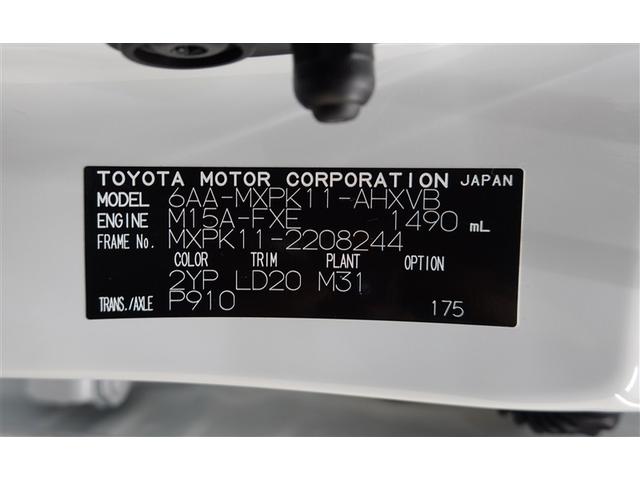 TOYOTA MOTOR CORPORATION JAPAN
MODEL 6AA-MXPK11-AHXVB
ENGINE M15A-FXE 1490 mL
FRAME No. MXPK11-2208244
COLOR TRIM PLANT OPTION
2YP LD20 M31
TRANS./AXLE P910 175